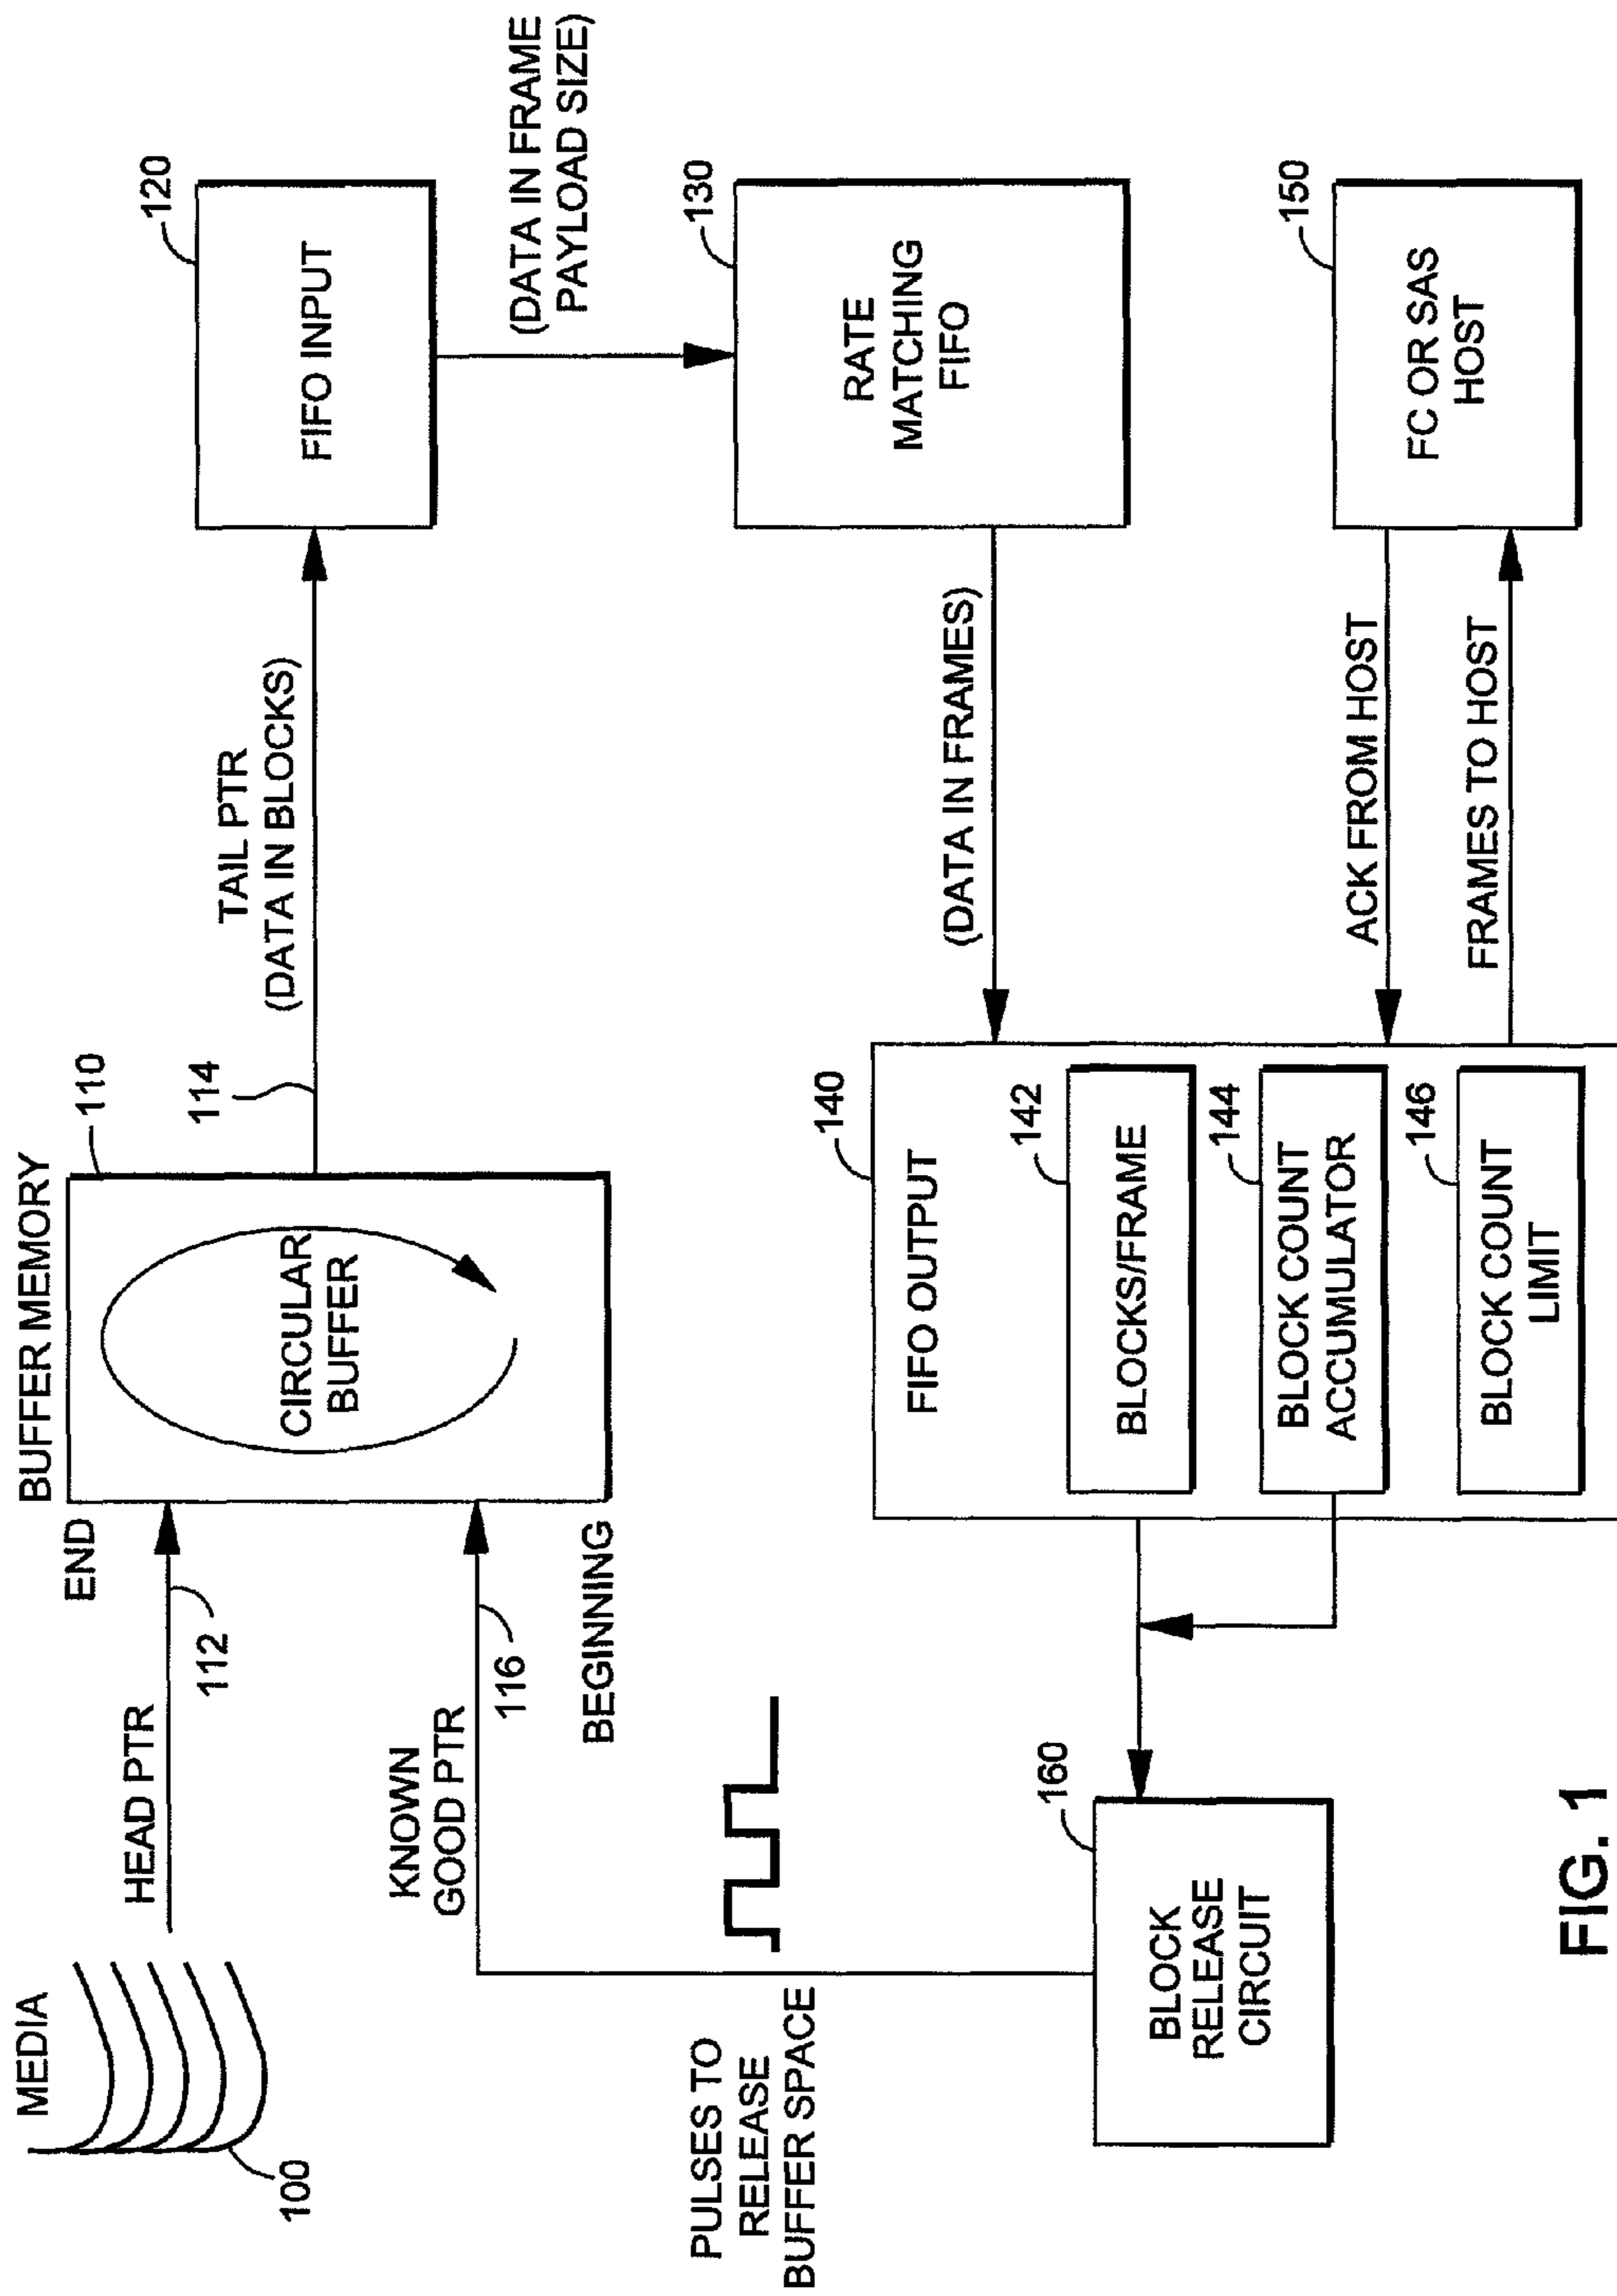 MEDIA
100
HEAD PTR
112
END
BUFFER MEMORY
110
CIRCULAR
BUFFER
KNOWN
GOOD PTR
116
BEGINNING
114
TAIL PTR
(DATA IN BLOCKS)
120
FIFO INPUT
(DATA IN FRAME
PAYLOAD SIZE)
130
RATE
MATCHING
FIFO
(DATA IN FRAMES)
PULSES TO
RELEASE
BUFFER SPACE
160
BLOCK
RELEASE
CIRCUIT
140
FIFO OUTPUT
142
BLOCKS/FRAME
144
BLOCK COUNT
ACCUMULATOR
146
BLOCK COUNT
LIMIT
ACK FROM HOST
FRAMES TO HOST
150
FC OR SAS
HOST
FIG. 1